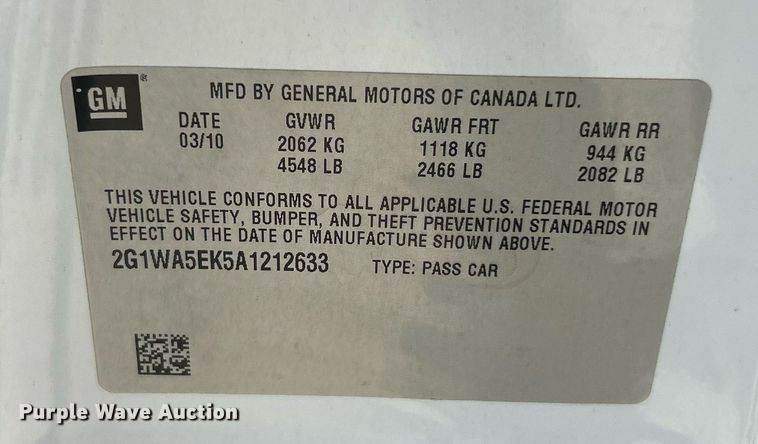 GM ®
MFD BY GENERAL MOTORS OF CANADA LTD.
DATE GVWR GAWR FRT GAWR RR
03/10 2062 KG 1118 KG 944 KG
4548 LB 2466 LB 2082 LB
THIS VEHICLE CONFORMS TO ALL APPLICABLE U.S. FEDERAL MOTOR
VEHICLE SAFETY, BUMPER, AND THEFT PREVENTION STANDARDS IN
EFFECT ON THE DATE OF MANUFACTURE SHOWN ABOVE.
2G1WA5EK5A1212633 TYPE: PASS CAR
Purple Wave Auction